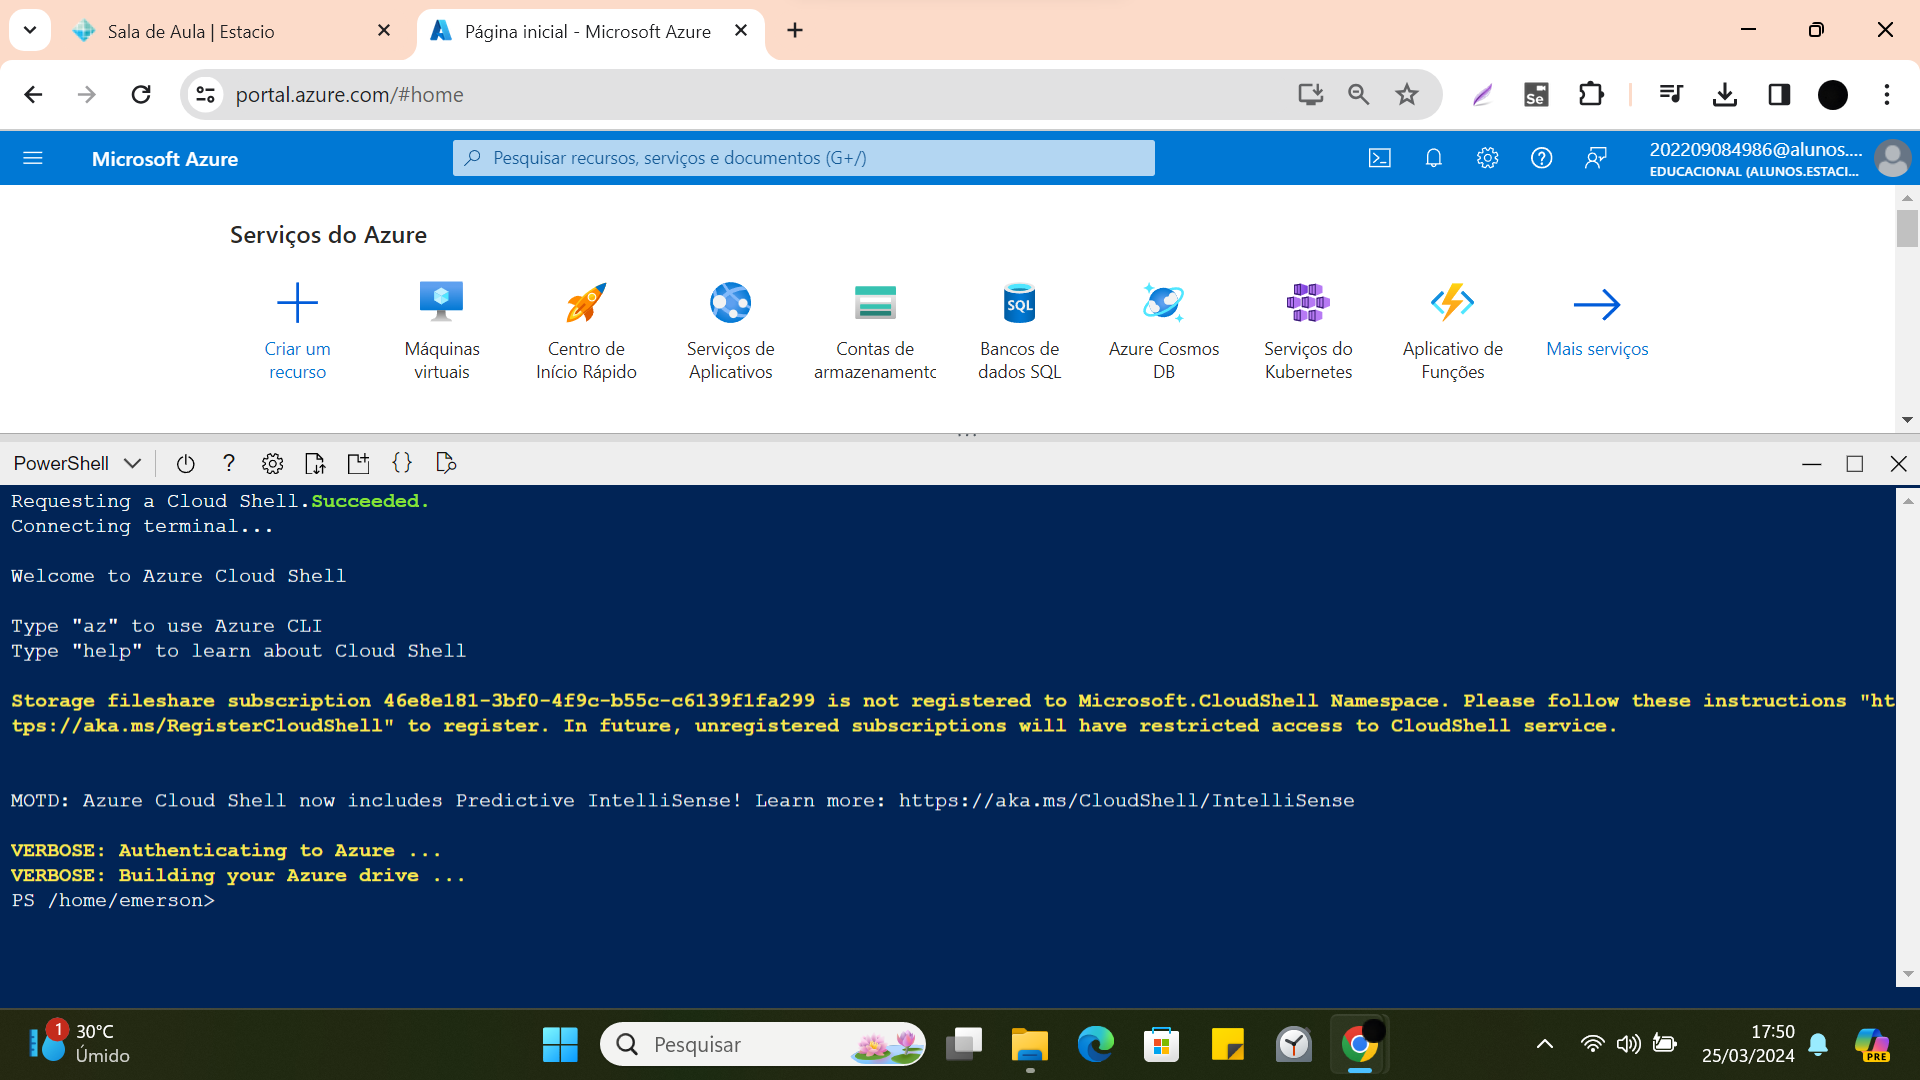 Sala de Aula | Estacio
Página inicial - Microsoft Azure
portal.azure.com/#home
Se
Microsoft Azure
Pesquisar recursos, serviços e documentos (G+/)
202209084986@alunos....
EDUCACIONAL (ALUNOS.ESTACI...
Serviços do Azure
Criar um recurso
Máquinas virtuais
Centro de Início Rápido
Serviços de Aplicativos
Contas de armazenamento
SQL
Bancos de dados SQL
Azure Cosmos DB
Serviços do Kubernetes
Aplicativo de Funções
Mais serviços
PowerShell
Requesting a Cloud Shell.Succeeded.
Connecting terminal...
Welcome to Azure Cloud Shell
Type "az" to use Azure CLI
Type "help" to learn about Cloud Shell
Storage fileshare subscription 46e8e181-3bf0-4f9c-b55c-c6139f1fa299 is not registered to Microsoft.CloudShell Namespace. Please follow these instructions "ht
tps://aka.ms/RegisterCloudShell" to register. In future, unregistered subscriptions will have restricted access to CloudShell service.
MOTD: Azure Cloud Shell now includes Predictive IntelliSense! Learn more: https://aka.ms/CloudShell/IntelliSense
VERBOSE: Authenticating to Azure ...
VERBOSE: Building your Azure drive ...
PS /home/emerson>
1
30°C
Úmido
Pesquisar
17:50
25/03/2024
PRE